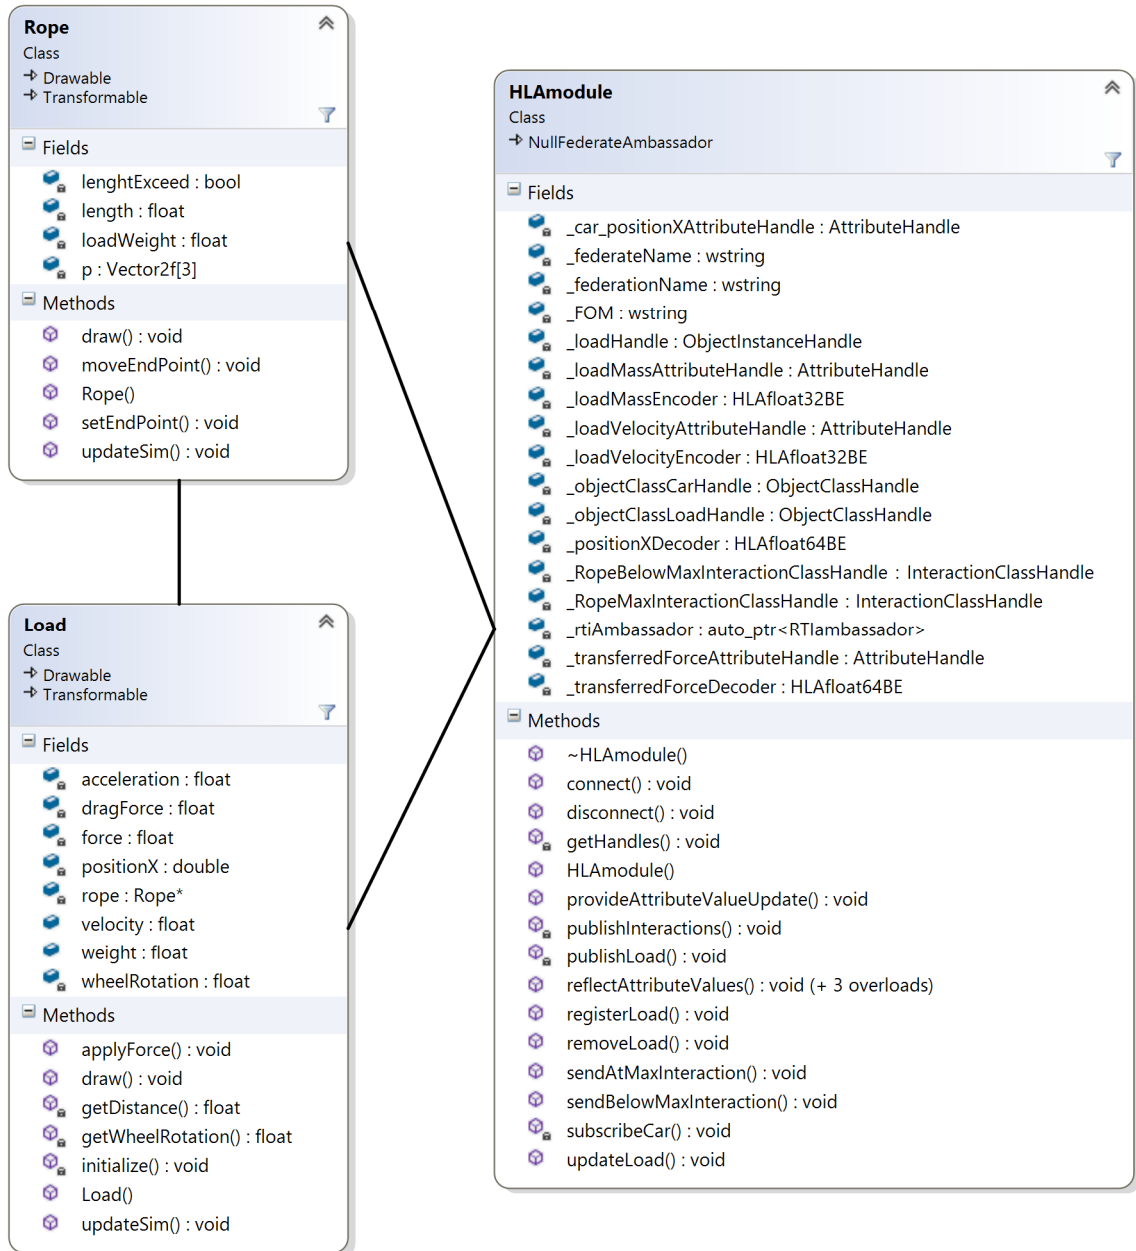 Rope
Class
Drawable
Transformable
Fields
lenghtExceed : bool
length : float
loadWeight : float
p : Vector2f[3]
Methods
draw() : void
moveEndPoint() : void
Rope()
setEndPoint() : void
updateSim() : void
Load
Class
Drawable
Transformable
Fields
acceleration : float
dragForce : float
force : float
positionX : double
rope : Rope*
velocity : float
weight : float
wheelRotation : float
Methods
applyForce() : void
draw() : void
getDistance() : float
getWheelRotation() : float
initialize() : void
Load()
updateSim() : void
HLAmodule
Class
NullFederateAmbassador
Fields
_car_positionXAttributeHandle : AttributeHandle
_federateName : wstring
_federationName : wstring
_FOM : wstring
_loadHandle : ObjectInstanceHandle
_loadMassAttributeHandle : AttributeHandle
_loadMassEncoder : HLAfloat32BE
_loadVelocityAttributeHandle : AttributeHandle
_loadVelocityEncoder : HLAfloat32BE
_objectClassCarHandle : ObjectClassHandle
_objectClassLoadHandle : ObjectClassHandle
_positionXDecoder : HLAfloat64BE
_RopeBelowMaxInteractionClassHandle : InteractionClassHandle
_RopeMaxInteractionClassHandle : InteractionClassHandle
_rtiAmbassador : auto_ptr<RTIambassador>
_transferredForceAttributeHandle : AttributeHandle
_transferredForceDecoder : HLAfloat64BE
Methods
~HLAmodule()
connect() : void
disconnect() : void
getHandles() : void
HLAmodule()
provideAttributeValueUpdate() : void
publishInteractions() : void
publishLoad() : void
reflectAttributeValues() : void (+ 3 overloads)
registerLoad() : void
removeLoad() : void
sendAtMaxInteraction() : void
sendBelowMaxInteraction() : void
subscribeCar() : void
updateLoad() : void